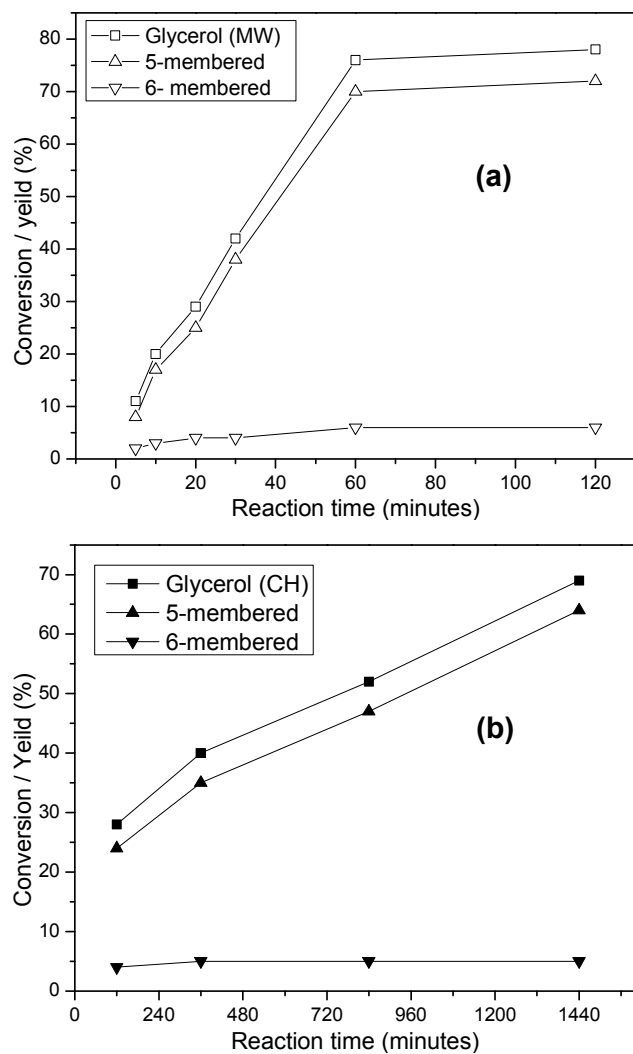 Glycerol (MW)
5-membered
6- membered
(a)
80
70
60
50
40
30
20
10
0
Conversion / yeild (%)
0 20 40 60 80 100 120
Reaction time (minutes)
Glycerol (CH)
5-membered
6-membered
(b)
70
60
50
40
30
20
10
0
Conversion / Yeild (%)
0 240 480 720 960 1200 1440
Reaction time (minutes)